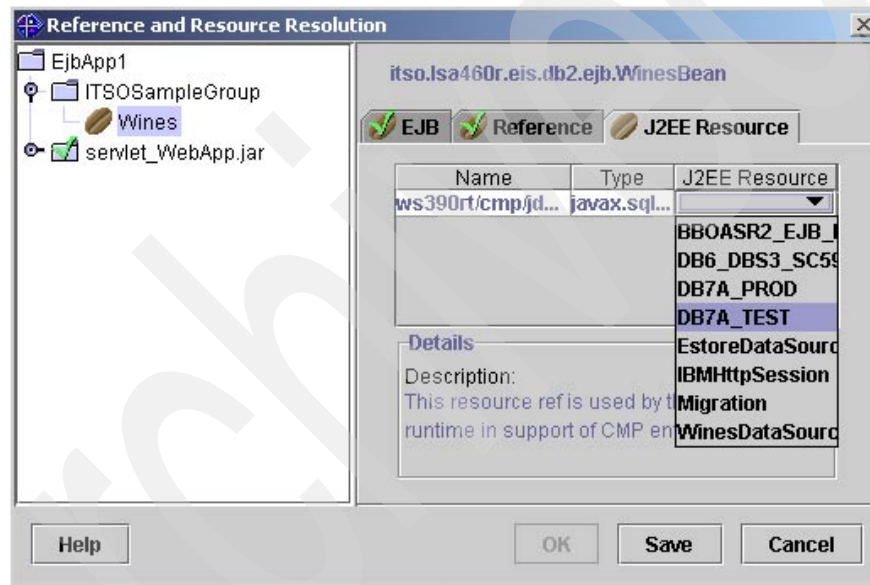 Reference and Resource Resolution
EjbApp1
ITSOSampleGroup
Wines
servlet_WebApp.jar
itso.lsa460r.eis.db2.ejb.WinesBean
EJB Reference J2EE Resource
Name Type J2EE Resource
ws390rt/cmp/jd... javax.sql...
BBOASR2_EJB_
DB6_DBS3_SC59
DB7A_PROD
DB7A_TEST
EstoreDataSourc
IBMHttpSession
Migration
WinesDataSourc
Details
Description:
This resource ref is used by t
runtime in support of CMP en
Help OK Save Cancel